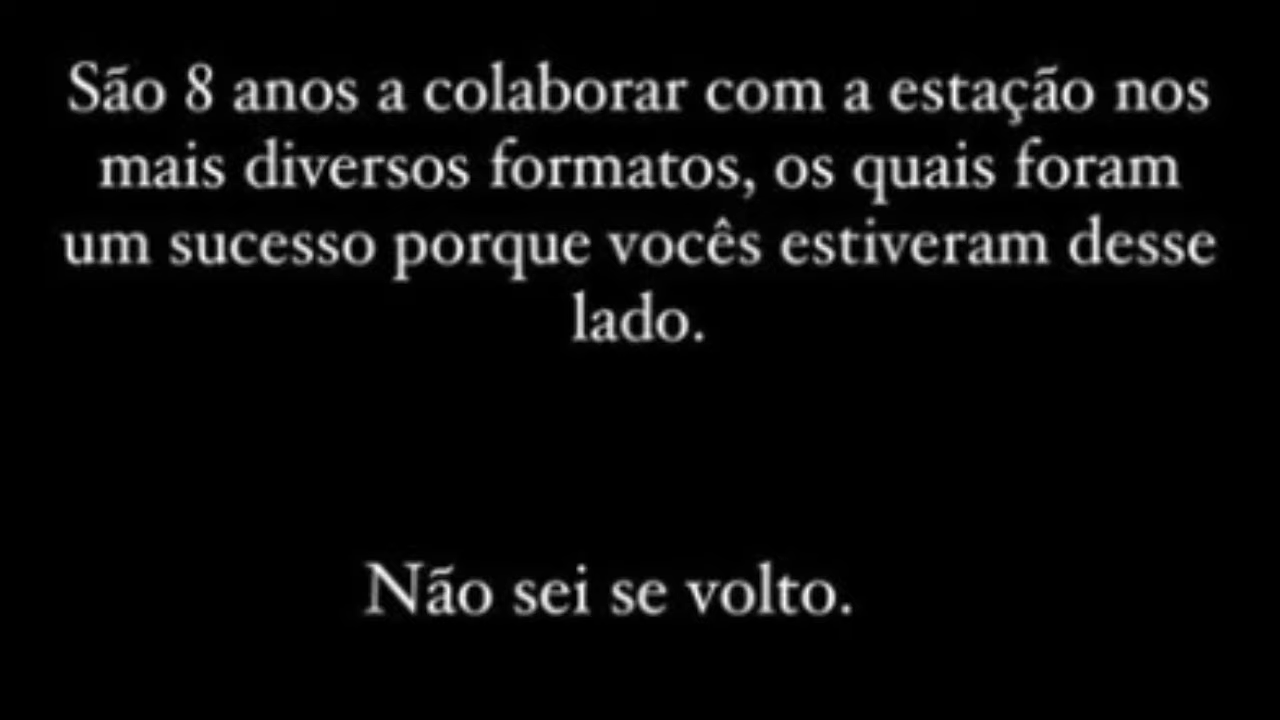 São 8 anos a colaborar com a estação nos
mais diversos formatos, os quais foram
um sucesso porque vocês estiveram desse
lado.
Não sei se volto.